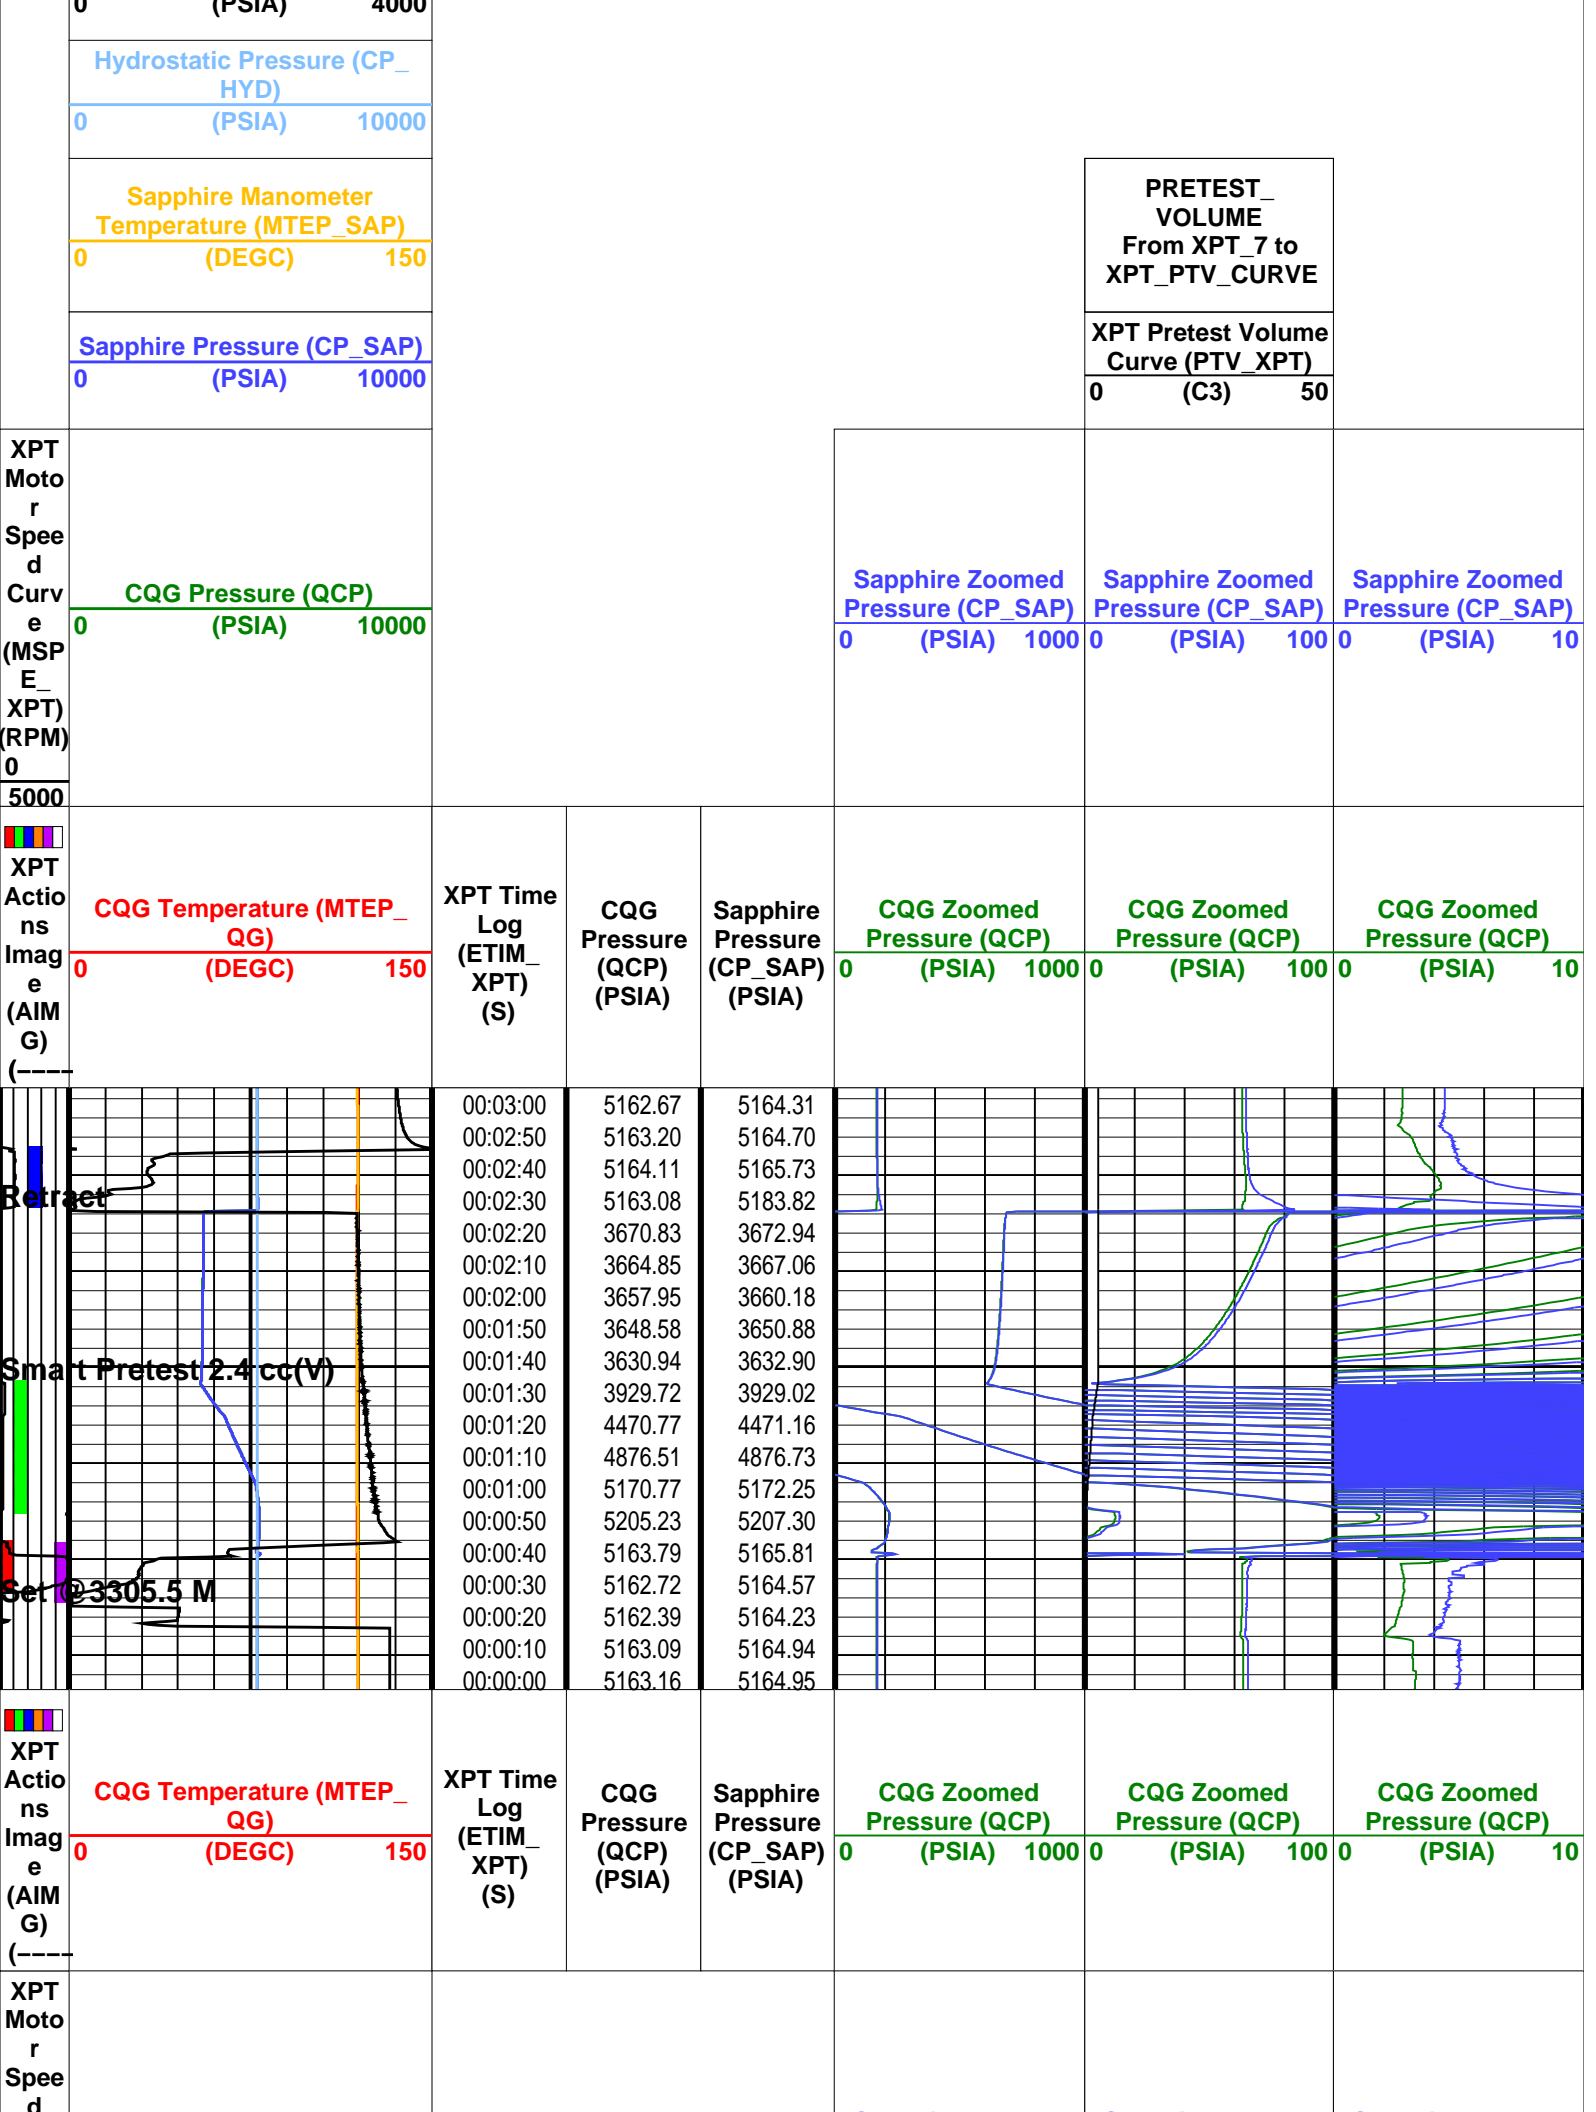 0 (PSIA) 4000
Hydrostatic Pressure (CP_
HYD)
0 (PSIA) 10000
Sapphire Manometer
Temperature (MTEP_SAP)
0 (DEGC) 150
PRETEST_
VOLUME
From XPT_7 to
XPT_PTV_CURVE
Sapphire Pressure (CP_SAP)
0 (PSIA) 10000
XPT Pretest Volume
Curve (PTV_XPT)
0 (C3) 50
XPT
Moto
r
Spee
d
Curv
e
(MSP
E_
XPT)
(RPM)
0
5000
CQG Pressure (QCP)
0 (PSIA) 10000
Sapphire Zoomed
Pressure (CP_SAP)
0 (PSIA) 1000
Sapphire Zoomed
Pressure (CP_SAP)
0 (PSIA) 100
Sapphire Zoomed
Pressure (CP_SAP)
0 (PSIA) 10
XPT
Actio
ns
Imag
e
(AIM
G)
(----
CQG Temperature (MTEP_
QG)
0 (DEGC) 150
XPT Time
Log
(ETIM_
XPT)
(S)
CQG
Pressure
(QCP)
(PSIA)
Sapphire
Pressure
(CP_SAP)
(PSIA)
CQG Zoomed
Pressure (QCP)
0 (PSIA) 1000
CQG Zoomed
Pressure (QCP)
0 (PSIA) 100
CQG Zoomed
Pressure (QCP)
0 (PSIA) 10
00:03:00 5162.67 5164.31
00:02:50 5163.20 5164.70
00:02:40 5164.11 5165.73
Retract
00:02:30 5163.08 5183.82
00:02:20 3670.83 3672.94
00:02:10 3664.85 3667.06
00:02:00 3657.95 3660.18
00:01:50 3648.58 3650.88
Smart Pretest 2.4 cc(V)
00:01:40 3630.94 3632.90
00:01:30 3929.72 3929.02
00:01:20 4470.77 4471.16
00:01:10 4876.51 4876.73
00:01:00 5170.77 5172.25
00:00:50 5205.23 5207.30
00:00:40 5163.79 5165.81
Set @3305.5 M
00:00:30 5162.72 5164.57
00:00:20 5162.39 5164.23
00:00:10 5163.09 5164.94
00:00:00 5163.16 5164.95
XPT
Actio
ns
Imag
e
(AIM
G)
(----
CQG Temperature (MTEP_
QG)
0 (DEGC) 150
XPT Time
Log
(ETIM_
XPT)
(S)
CQG
Pressure
(QCP)
(PSIA)
Sapphire
Pressure
(CP_SAP)
(PSIA)
CQG Zoomed
Pressure (QCP)
0 (PSIA) 1000
CQG Zoomed
Pressure (QCP)
0 (PSIA) 100
CQG Zoomed
Pressure (QCP)
0 (PSIA) 10
XPT
Moto
r
Spee
d